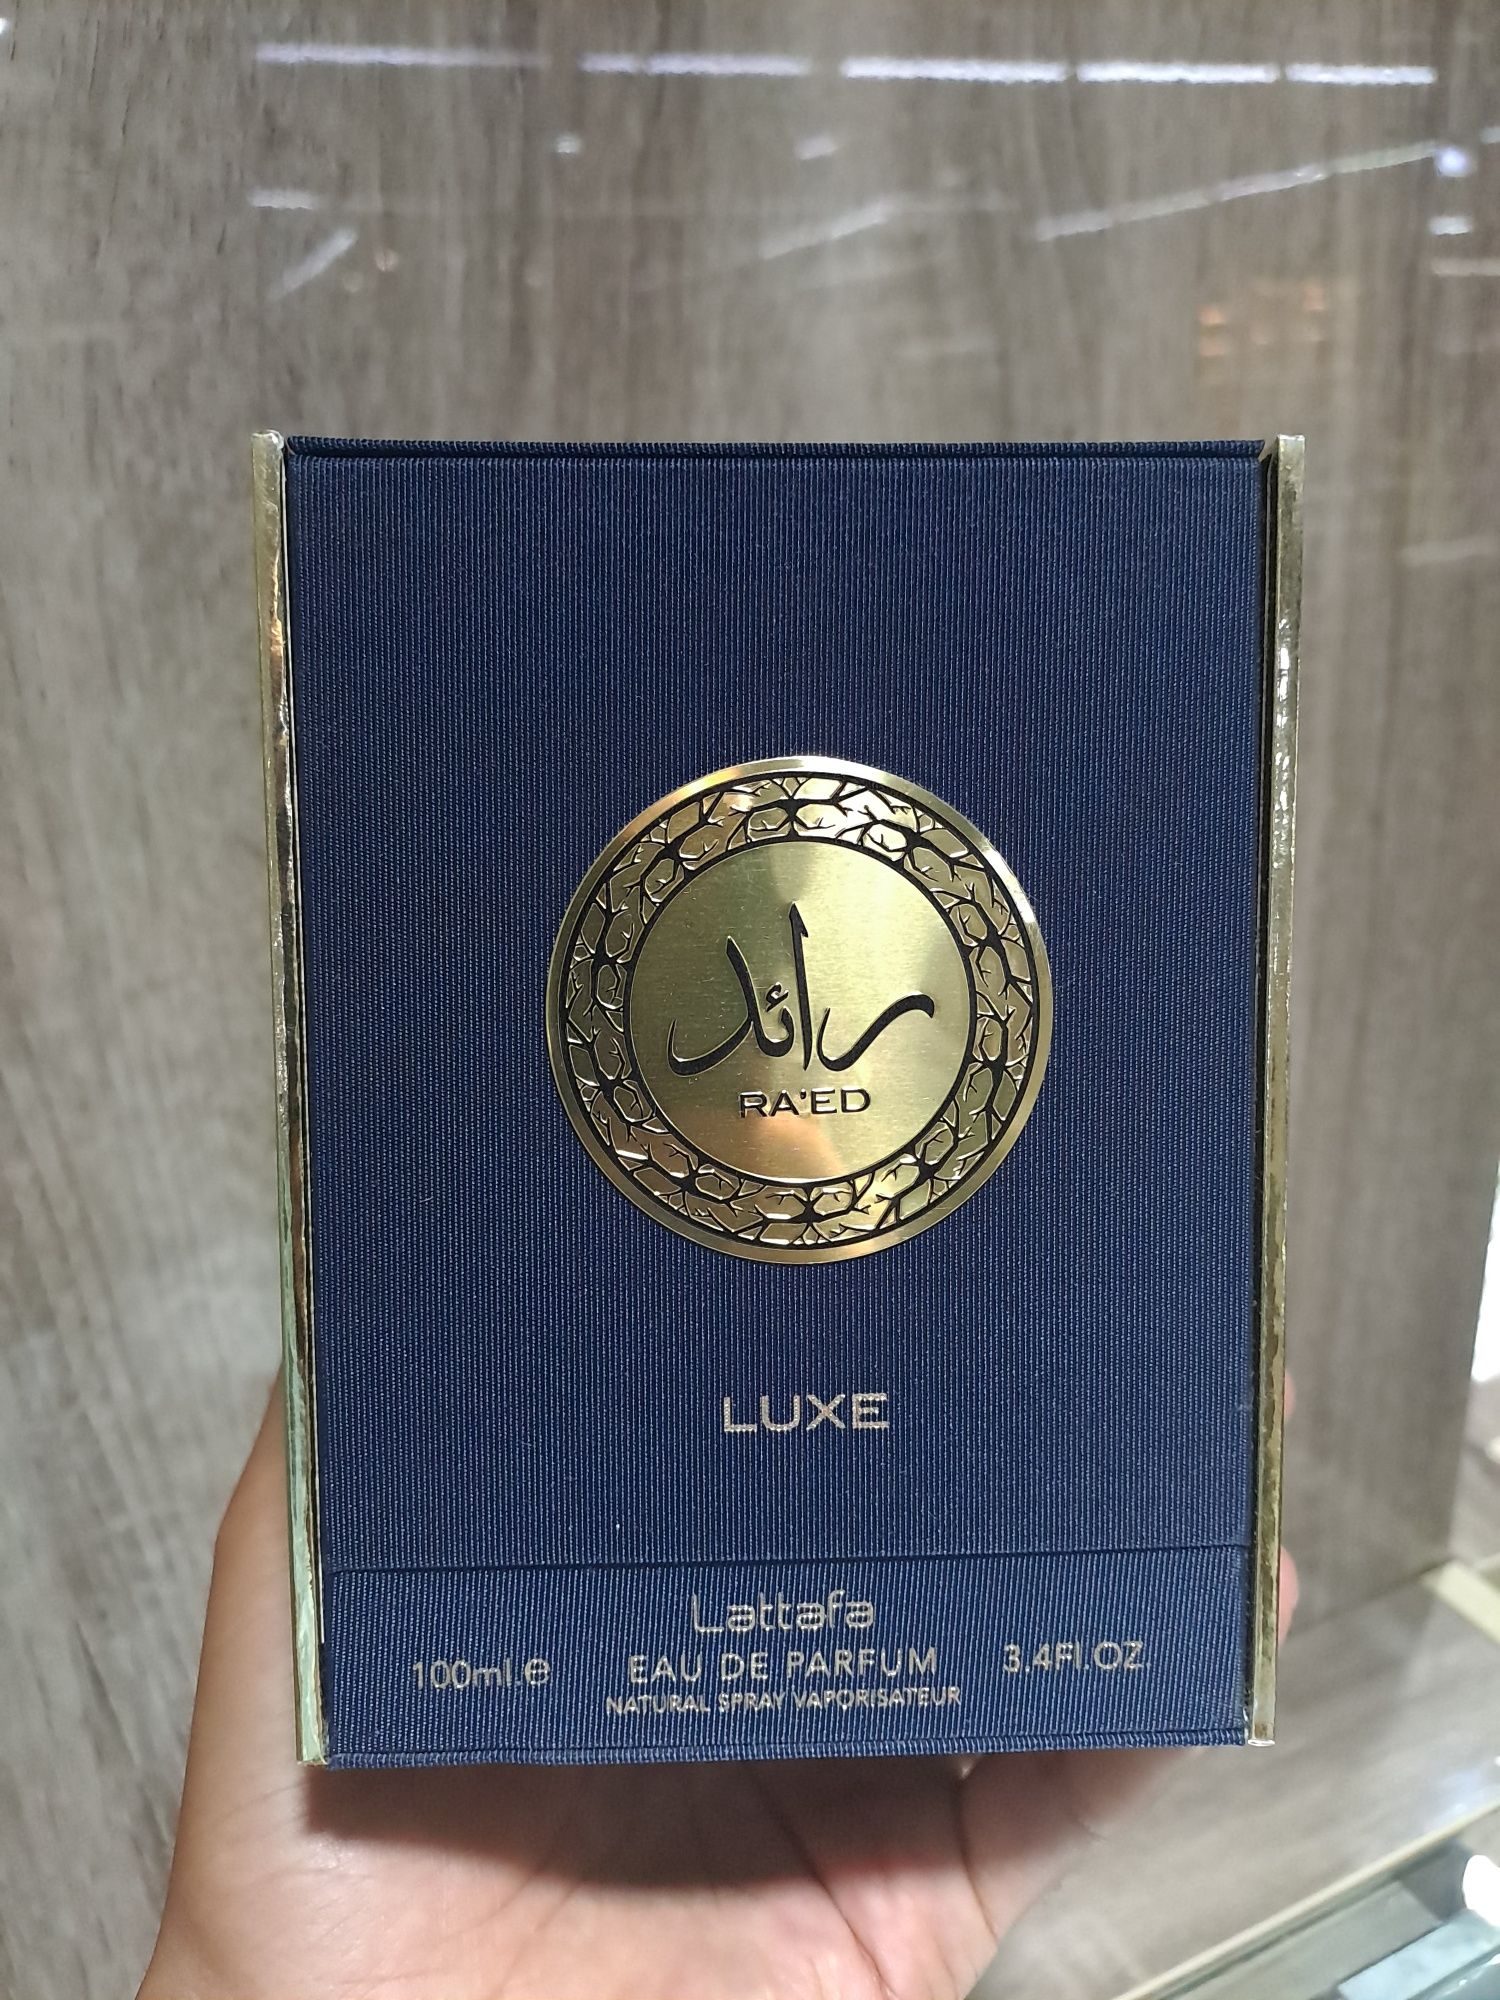 رائد
RA'ED
LUXE
Lattafa
100ml.℮ EAU DE PARFUM 3.4Fl.OZ
NATURAL SPRAY VAPORISATEUR